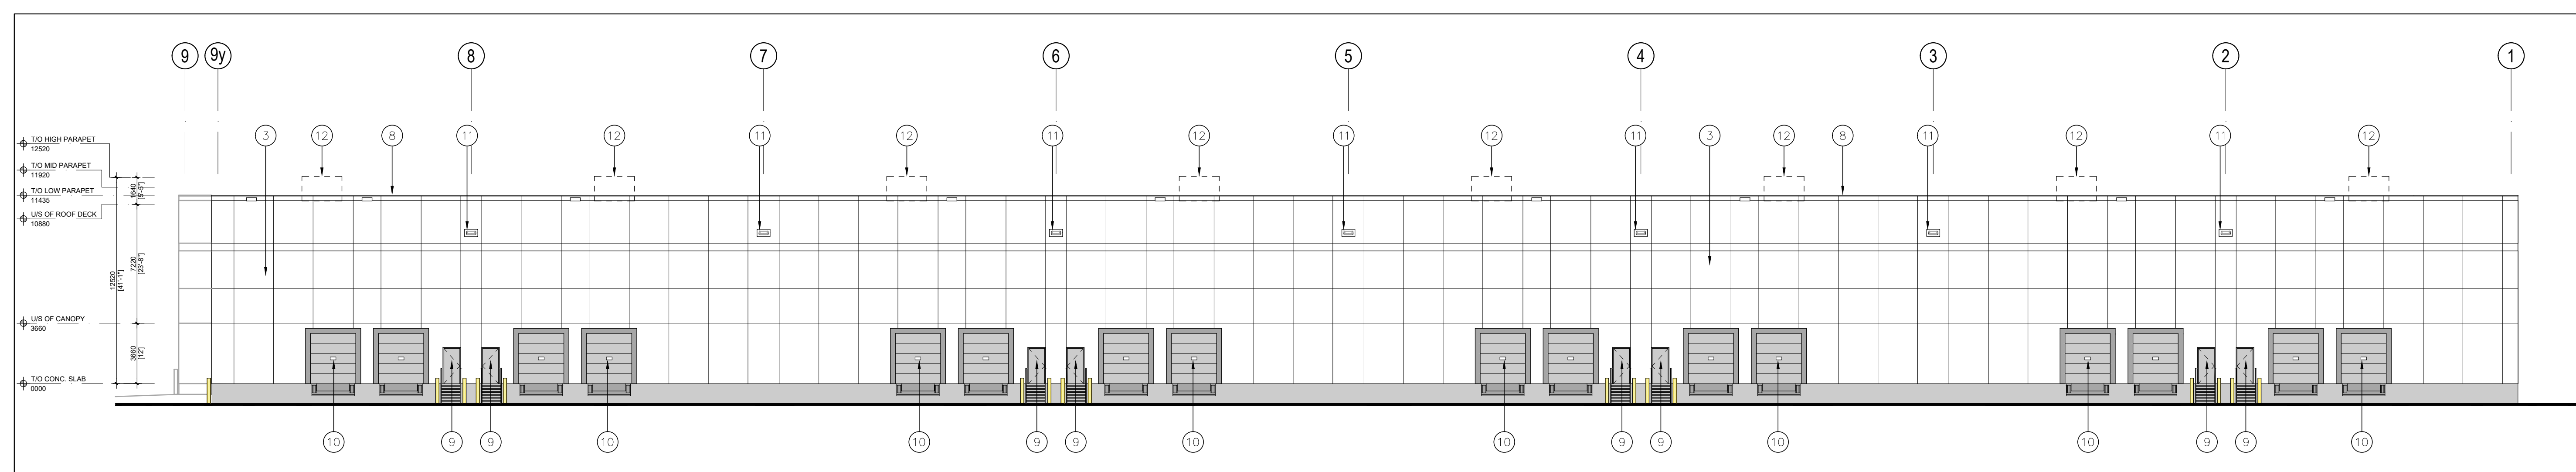 9 9y 8 7 6 5 4 3 2 1
3 12 8 11 12 11 12 11 12 11 12 11 3 12 8 11 12 11 12
T/O HIGH PARAPET
12520
T/O MID PARAPET
11920
T/O LOW PARAPET
11435
U/S OF ROOF DECK
10880
1640
[5'-5"]
7220
[23'-8"]
12520
[41'-1"]
U/S OF CANOPY
3660
3660
[12']
T/O CONC. SLAB
0000
10 9 9 10 10 9 9 10 10 9 9 10 10 9 9 10